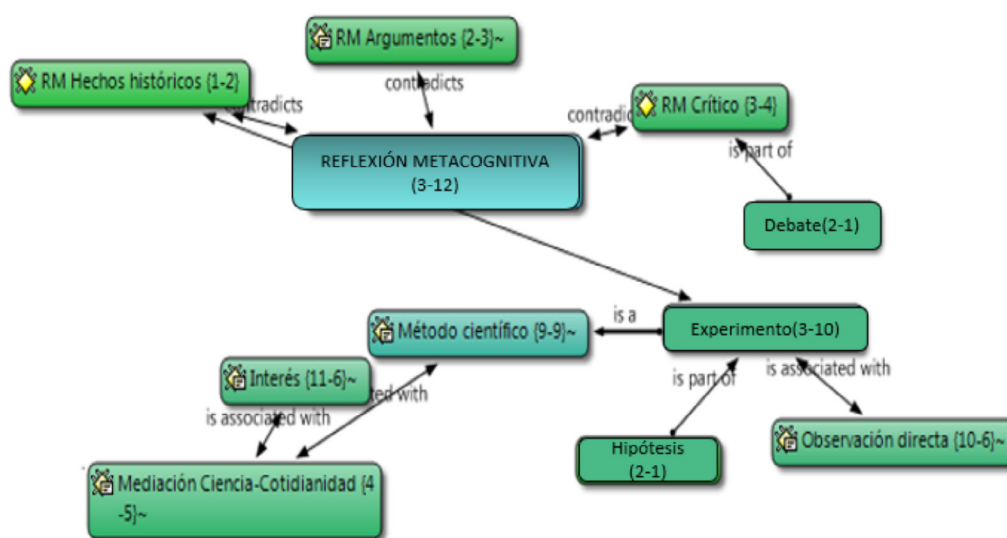 RM Argumentos {2-3}~
RM Hechos históricos {1-2}
contradicts
contradicts
RM Crítico {3-4}
REFLEXIÓN METACOGNITIVA
(3-12)
is part of
Debate(2-1)
Método científico {9-9}~
is a
Experimento(3-10)
Interés {11-6}~
is part of
is associated with
is associated with
with
Hipótesis
(2-1)
Observación directa {10-6}~
Mediación Ciencia-Cotidianidad {4
-5}~